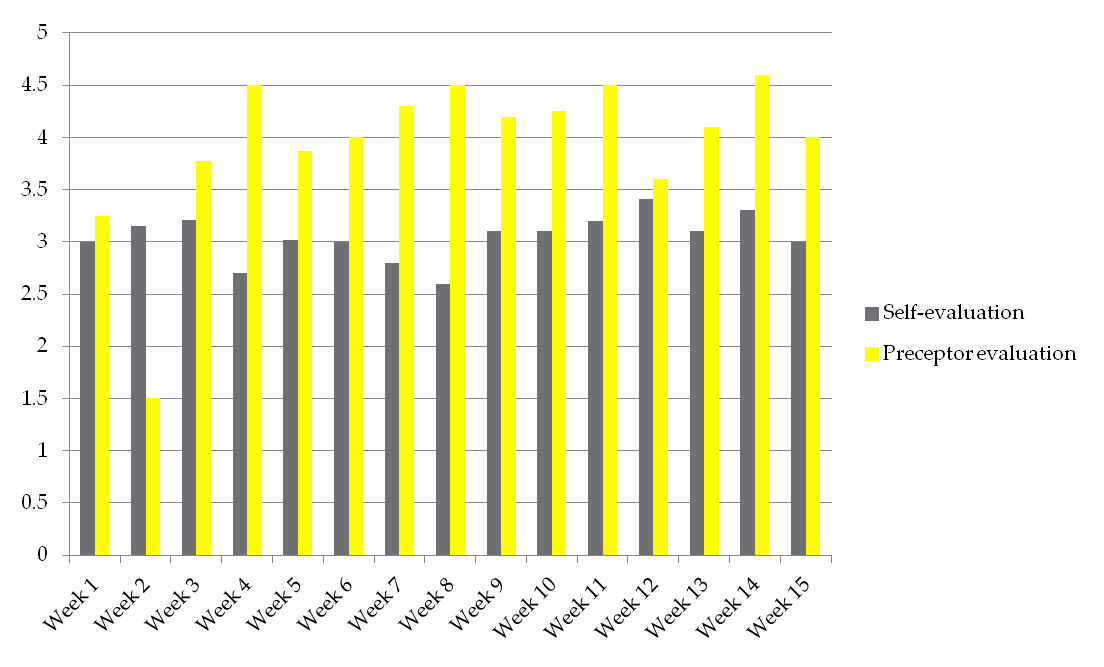 5
4.5
4
3.5
3
2.5
2
1.5
1
0.5
0
Week 1
Week 2
Week 3
Week 4
Week 5
Week 6
Week 7
Week 8
Week 9
Week 10
Week 11
Week 12
Week 13
Week 14
Week 15
Self-evaluation
Preceptor evaluation